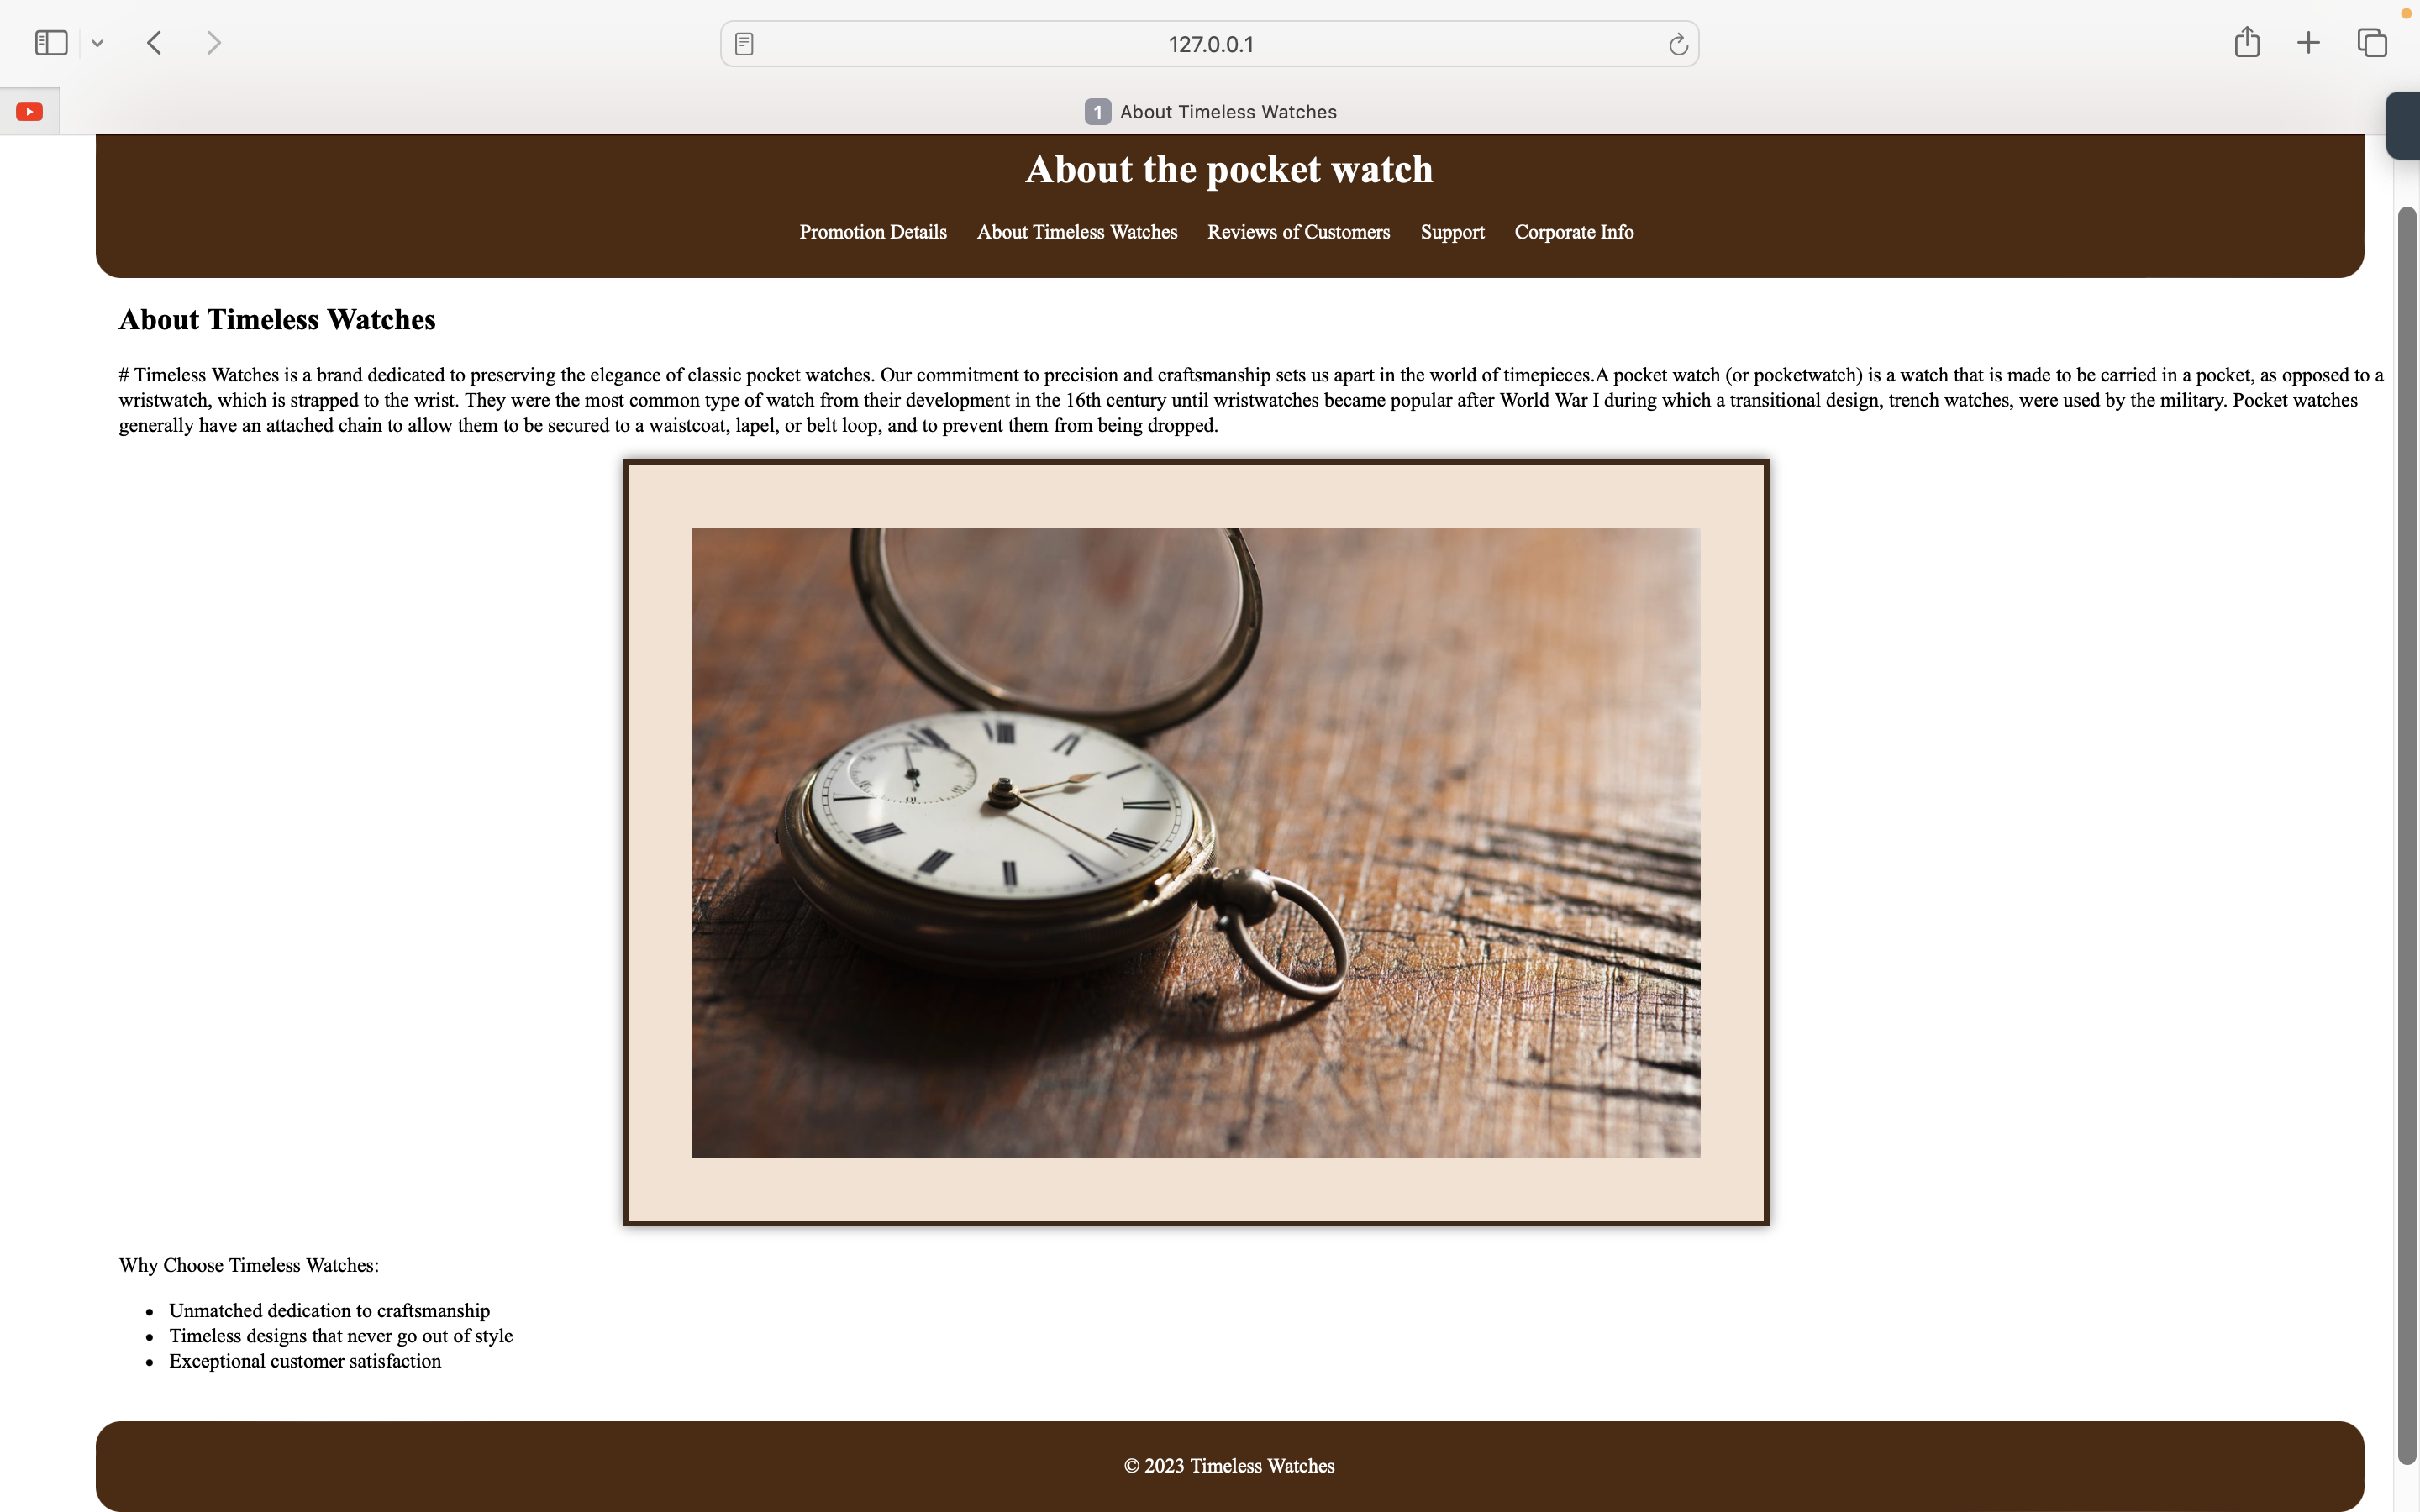 127.0.0.1
1 About Timeless Watches
About the pocket watch
Promotion Details About Timeless Watches Reviews of Customers Support Corporate Info
About Timeless Watches
# Timeless Watches is a brand dedicated to preserving the elegance of classic pocket watches. Our commitment to precision and craftsmanship sets us apart in the world of timepieces.A pocket watch (or pocketwatch) is a watch that is made to be carried in a pocket, as opposed to a
wristwatch, which is strapped to the wrist. They were the most common type of watch from their development in the 16th century until wristwatches became popular after World War I during which a transitional design, trench watches, were used by the military. Pocket watches
generally have an attached chain to allow them to be secured to a waistcoat, lapel, or belt loop, and to prevent them from being dropped.
Why Choose Timeless Watches:
• Unmatched dedication to craftsmanship
• Timeless designs that never go out of style
• Exceptional customer satisfaction
© 2023 Timeless Watches